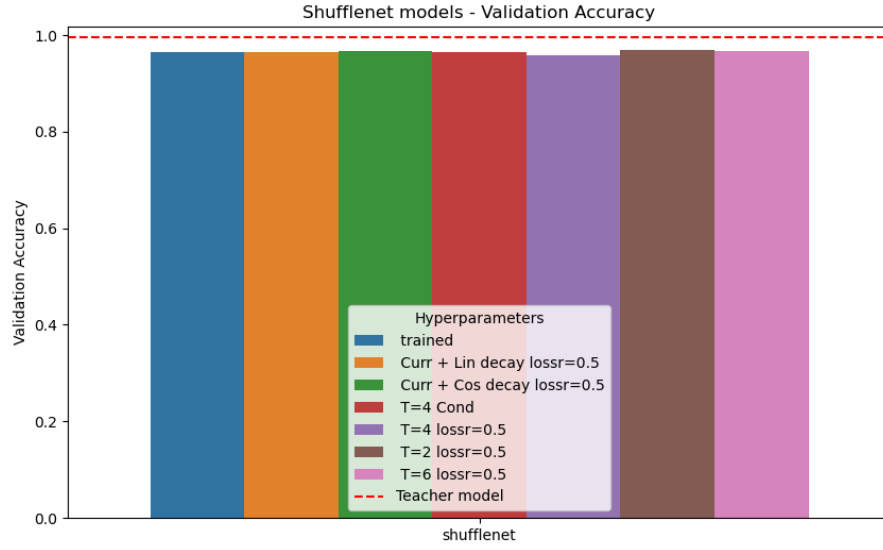 Shufflenet models - Validation Accuracy
1.0
0.8
0.6
0.4
0.2
0.0
Validation Accuracy
Hyperparameters
trained
Curr + Lin decay lossr=0.5
Curr + Cos decay lossr=0.5
T=4 Cond
T=4 lossr=0.5
T=2 lossr=0.5
T=6 lossr=0.5
Teacher model
shufflenet